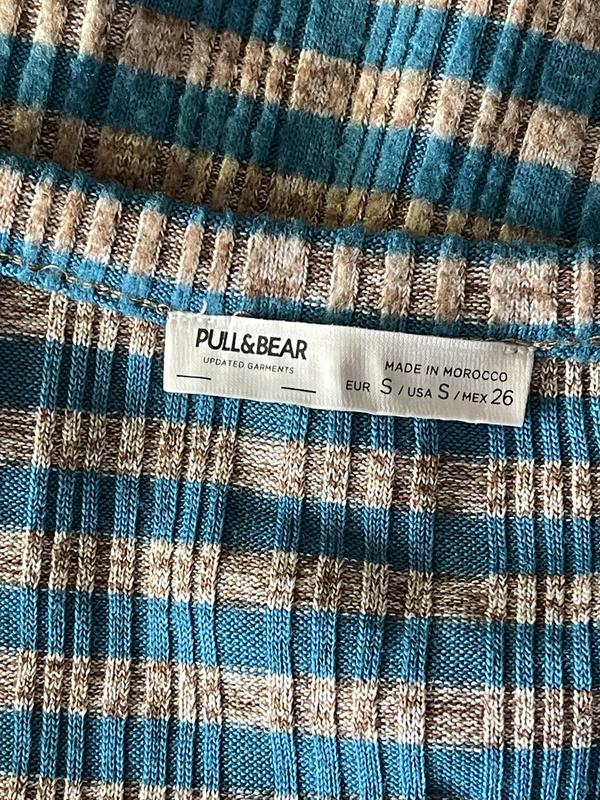 PULL&BEAR
UPDATED GARMENTS
MADE IN MOROCCO
EUR S / USA S / MEX 26